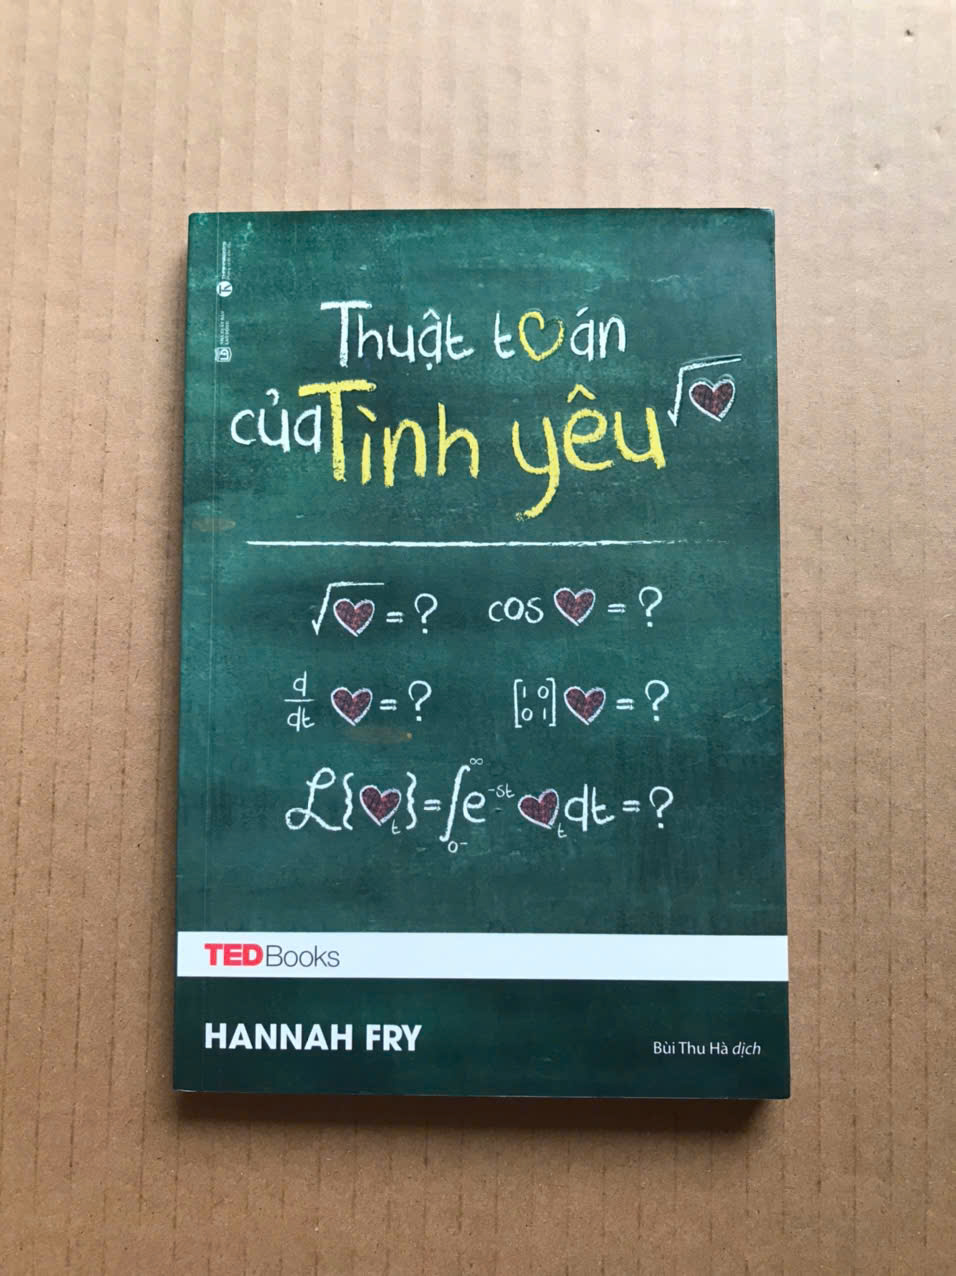 Thuật toán
của Tình yêu √♥
√♥ = ? cos ♥ = ?
d/dt ♥ = ? [1 0 0 1] ♥ = ?
ℒ{♥t} = ∫0-^∞ e^-st ♥t dt = ?
TED Books
HANNAH FRY
Bùi Thu Hà dịch